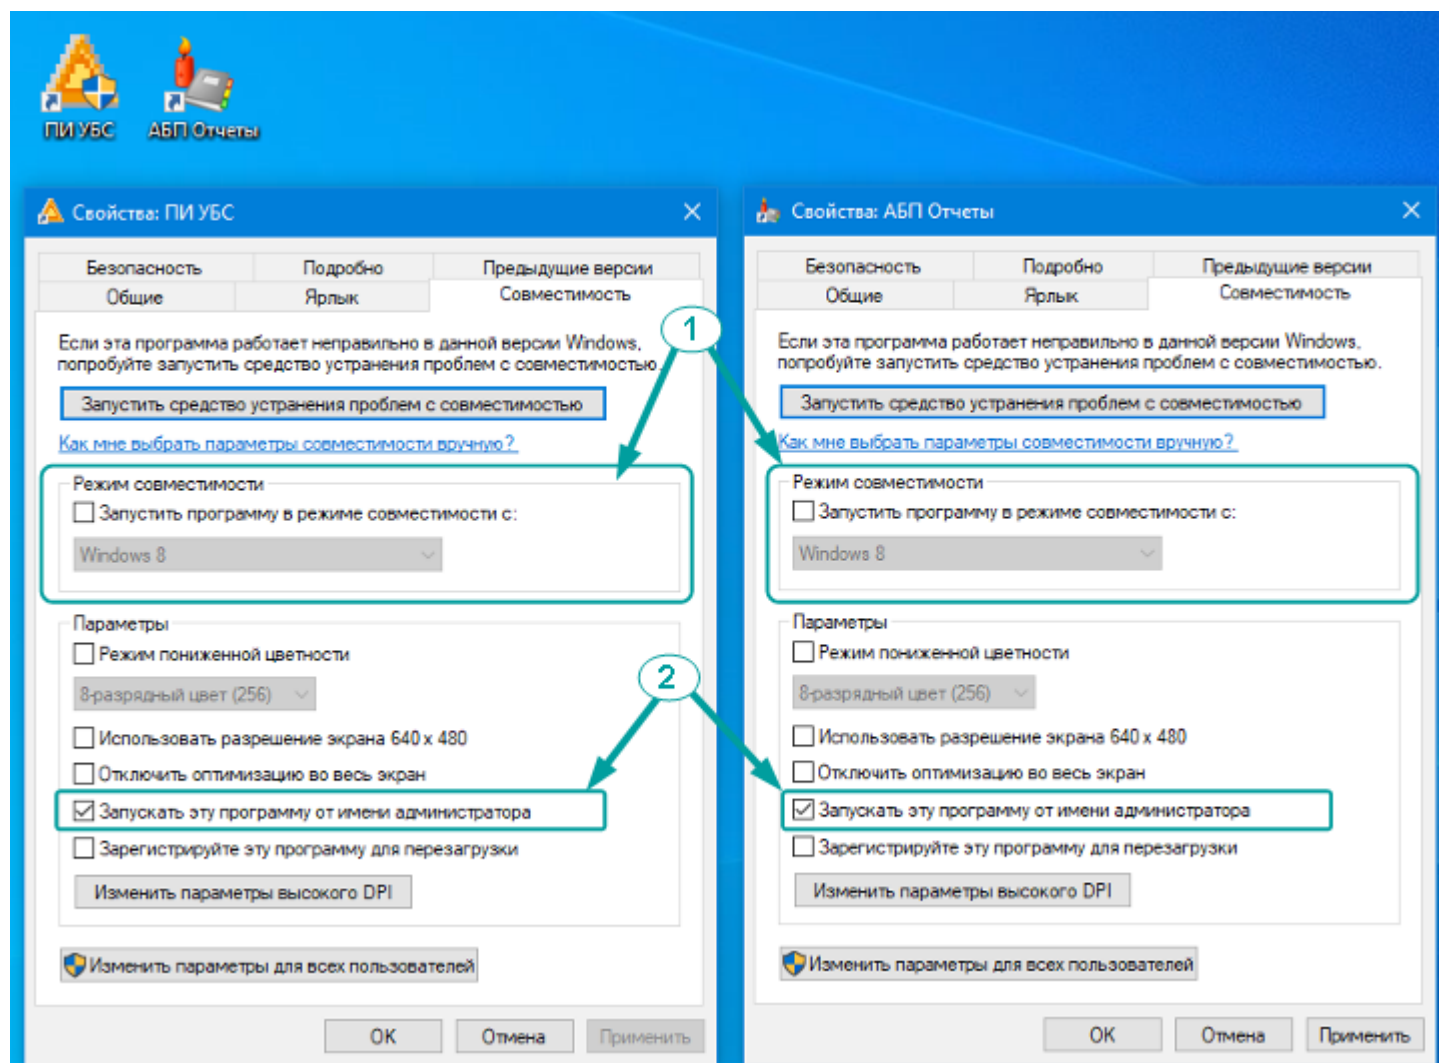 ПИ УБС
АБП Отчеты
Свойства: ПИ УБС
Безопасность
Подробно
Предыдущие версии
Общие
Ярлык
Совместимость
Если эта программа работает неправильно в данной версии Windows,
попробуйте запустить средство устранения проблем с совместимостью.
Запустить средство устранения проблем с совместимостью
Как мне выбрать параметры совместимости вручную?
Режим совместимости
Запустить программу в режиме совместимости с:
Windows 8
Параметры
Режим пониженной цветности
8-разрядный цвет (256)
Использовать разрешение экрана 640 x 480
Отключить оптимизацию во весь экран
Запускать эту программу от имени администратора
Зарегистрируйте эту программу для перезагрузки
Изменить параметры высокого DPI
Изменить параметры для всех пользователей
OK
Отмена
Применить
1
2
Свойства: АБП Отчеты
Безопасность
Подробно
Предыдущие версии
Общие
Ярлык
Совместимость
Если эта программа работает неправильно в данной версии Windows,
попробуйте запустить средство устранения проблем с совместимостью.
Запустить средство устранения проблем с совместимостью
Как мне выбрать параметры совместимости вручную?
Режим совместимости
Запустить программу в режиме совместимости с:
Windows 8
Параметры
Режим пониженной цветности
8-разрядный цвет (256)
Использовать разрешение экрана 640 x 480
Отключить оптимизацию во весь экран
Запускать эту программу от имени администратора
Зарегистрируйте эту программу для перезагрузки
Изменить параметры высокого DPI
Изменить параметры для всех пользователей
OK
Отмена
Применить